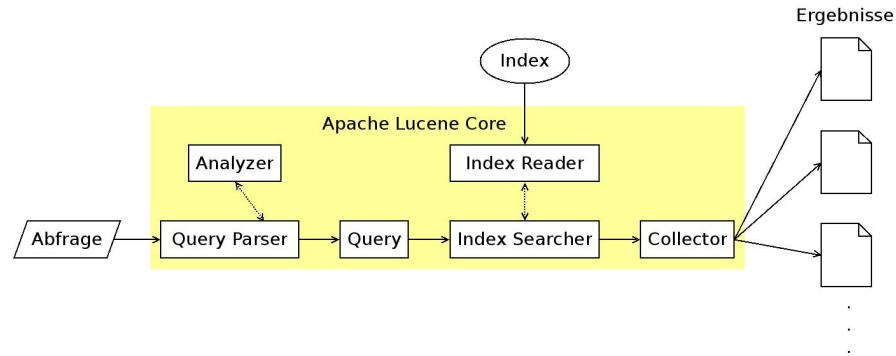 Ergebnisse
Index
Apache Lucene Core
Analyzer
Index Reader
Abfrage
Query Parser
Query
Index Searcher
Collector